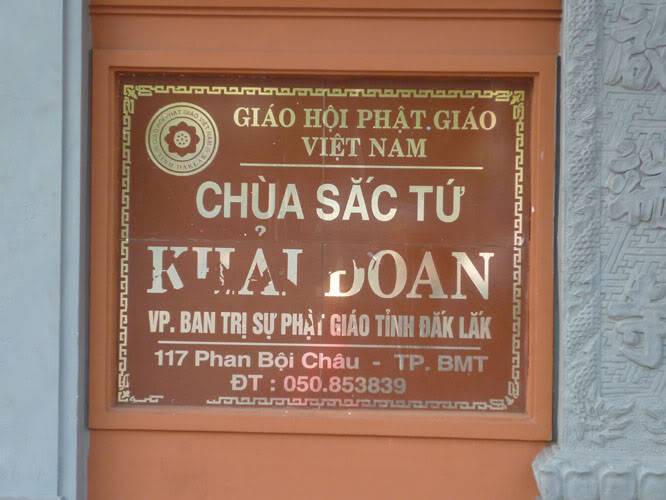 GIÁO HỘI PHẬT GIÁO
VIỆT NAM
CHÙA SẮC TỨ
KHẢI ĐOAN
VP. BAN TRỊ SỰ PHẬT GIÁO TỈNH ĐẮK LẮK
117 Phan Bội Châu - TP. BMT
ĐT : 050.853839